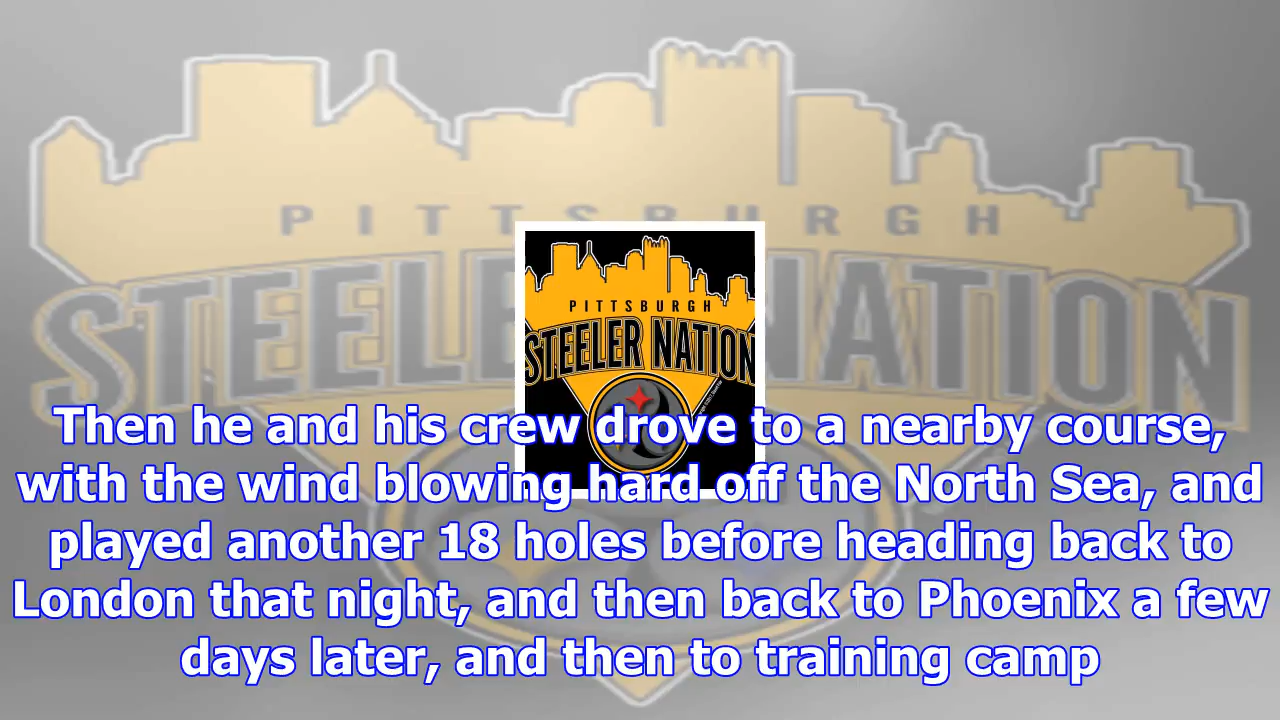 PITTSBURGH
STEELER NATION
PITTSBURGH
STEELER NATION
Then he and his crew drove to a nearby course,
with the wind blowing hard off the North Sea, and
played another 18 holes before heading back to
London that night, and then back to Phoenix a few
days later, and then to training camp